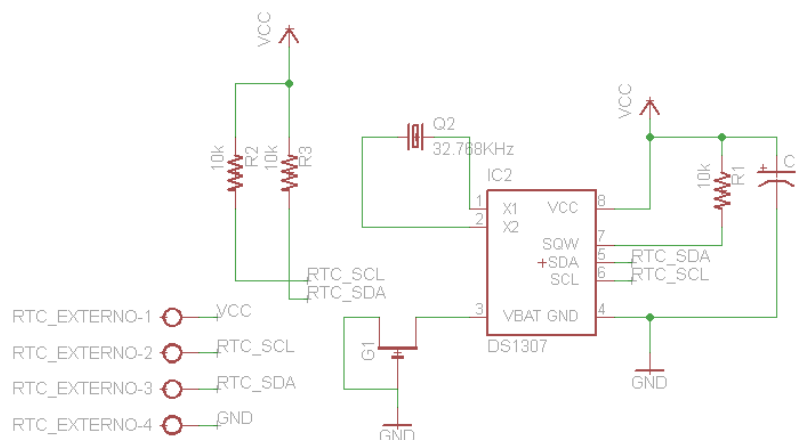 VCC
10k
R2
10k
R3
RTC_SCL
RTC_SDA
RTC_EXTERNO-1
VCC
RTC_EXTERNO-2
RTC_SCL
RTC_EXTERNO-3
RTC_SDA
RTC_EXTERNO-4
GND
Q2
32.768KHz
IC2
1
X1
VCC
8
2
X2
SQW
7
+SDA
5
RTC_SDA
SCL
6
RTC_SCL
3
VBAT
GND
4
DS1307
G1
GND
VCC
10k
R1
+
C
GND